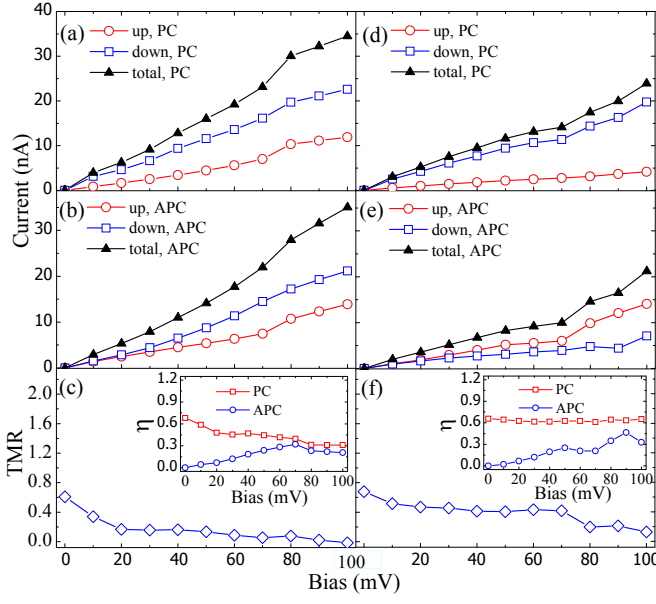 (a)
up, PC
down, PC
total, PC
40
30
20
10
0
(d)
up, PC
down, PC
total, PC
Current (nA)
(b)
up, APC
down, APC
total, APC
30
20
10
0
(e)
up, APC
down, APC
total, APC
(c)
TMR
2.0
1.6
1.2
0.8
0.4
0.0
1.2
0.9
0.6
0.3
0.0
η
PC
APC
0 20 40 60 80 100
Bias (mV)
(f)
1.2
0.9
0.6
0.3
0.0
η
PC
APC
0 20 40 60 80 100
Bias (mV)
0 20 40 60 80 100 20 40 60 80 100
Bias (mV)